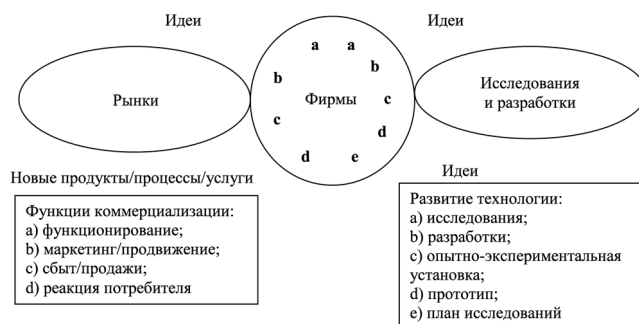 Идеи
Идеи
a a
b b
Рынки
Фирмы
c
Исследования
и разработки
c
d
d e
Идеи
Новые продукты/процессы/услуги
Функции коммерциализации:
a) функционирование;
b) маркетинг/продвижение;
c) сбыт/продажи;
d) реакция потребителя
Развитие технологии:
a) исследования;
b) разработки;
c) опытно-экспериментальная
установка;
d) прототип;
e) план исследований